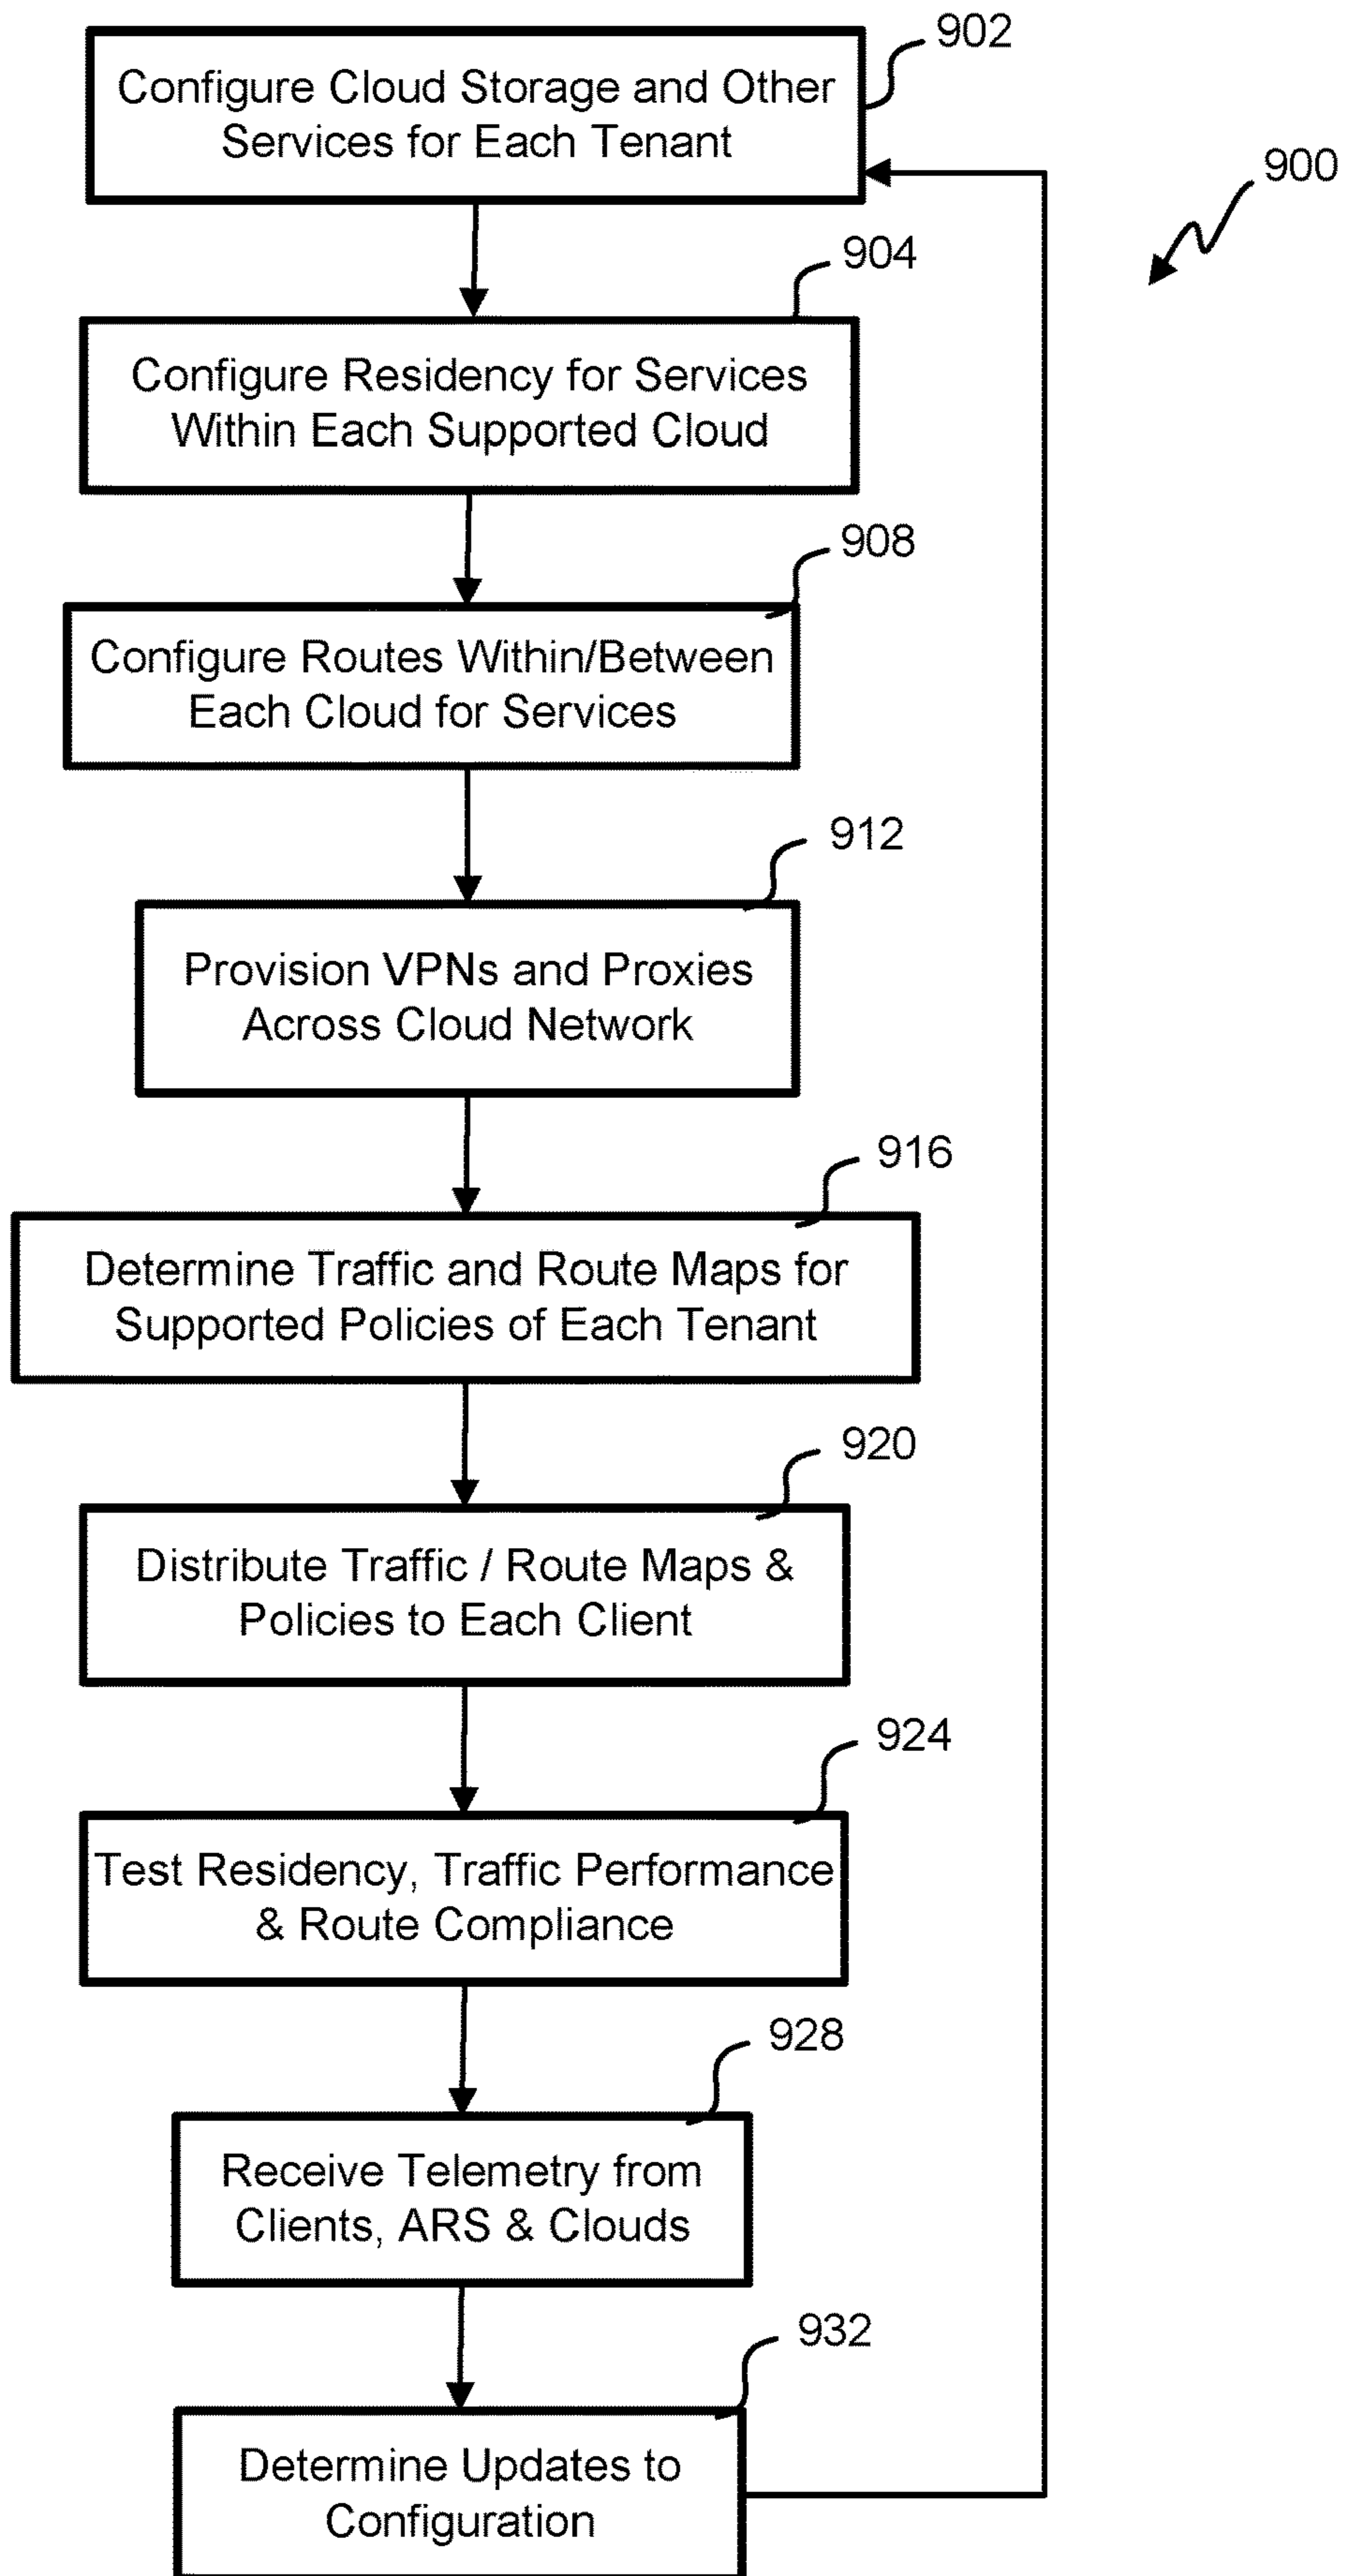 902
Configure Cloud Storage and Other
Services for Each Tenant
900
904
Configure Residency for Services
Within Each Supported Cloud
908
Configure Routes Within/Between
Each Cloud for Services
912
Provision VPNs and Proxies
Across Cloud Network
916
Determine Traffic and Route Maps for
Supported Policies of Each Tenant
920
Distribute Traffic / Route Maps &
Policies to Each Client
924
Test Residency, Traffic Performance
& Route Compliance
928
Receive Telemetry from
Clients, ARS & Clouds
932
Determine Updates to
Configuration